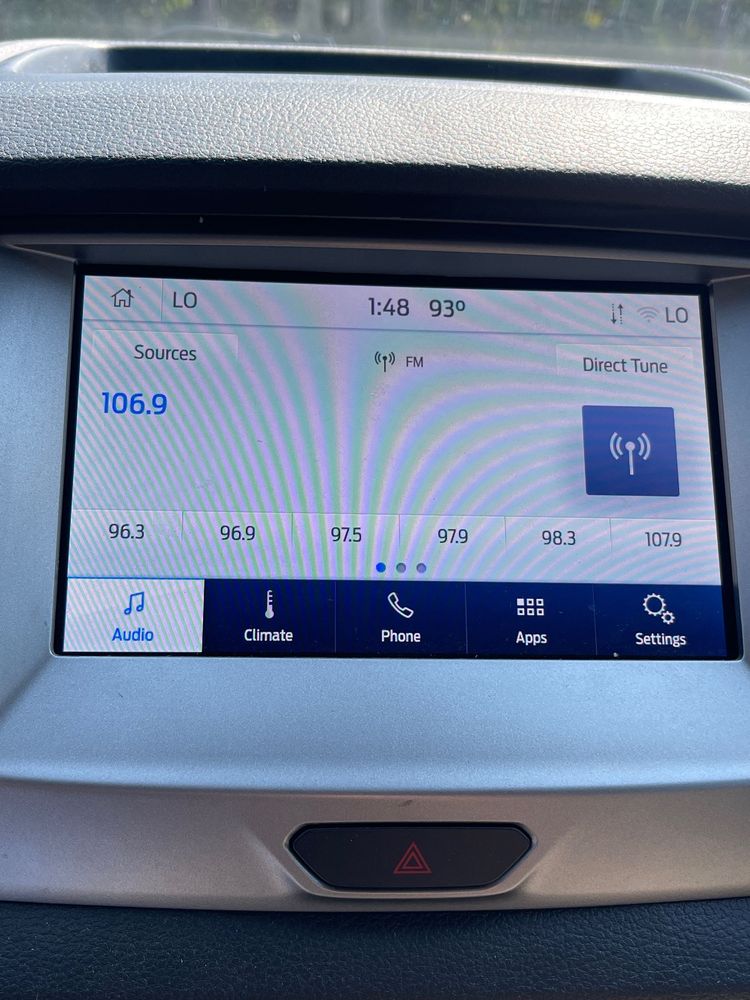 LO 1:48 93º LO
Sources FM Direct Tune
106.9
96.3 96.9 97.5 97.9 98.3 107.9
Audio Climate Phone Apps Settings